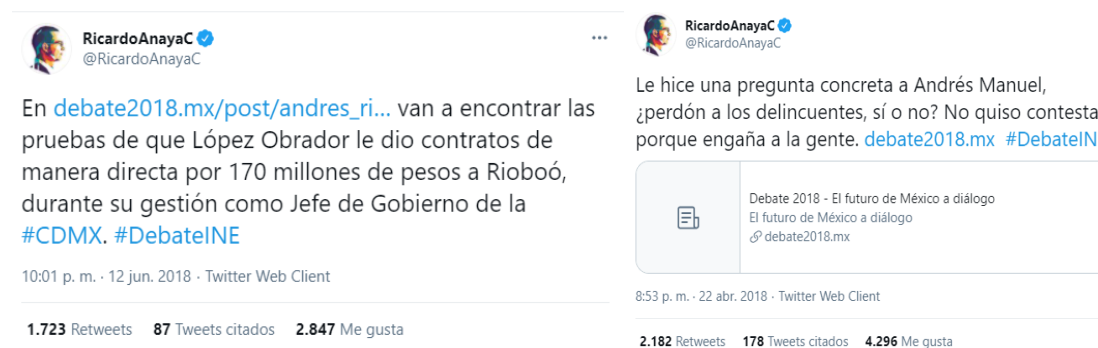 RicardoAnayaC
@RicardoAnayaC
En debate2018.mx/post/andres_ri... van a encontrar las
pruebas de que López Obrador le dio contratos de
manera directa por 170 millones de pesos a Rioboó,
durante su gestión como Jefe de Gobierno de la
#CDMX. #DebateINE
10:01 p. m. · 12 jun. 2018 · Twitter Web Client
1.723 Retweets 87 Tweets citados 2.847 Me gusta
RicardoAnayaC
@RicardoAnayaC
Le hice una pregunta concreta a Andrés Manuel,
¿perdón a los delincuentes, sí o no? No quiso contesta
porque engaña a la gente. debate2018.mx #DebateIN
Debate 2018 - El futuro de México a diálogo
El futuro de México a diálogo
debate2018.mx
8:53 p. m. · 22 abr. 2018 · Twitter Web Client
2.182 Retweets 178 Tweets citados 4.296 Me gusta